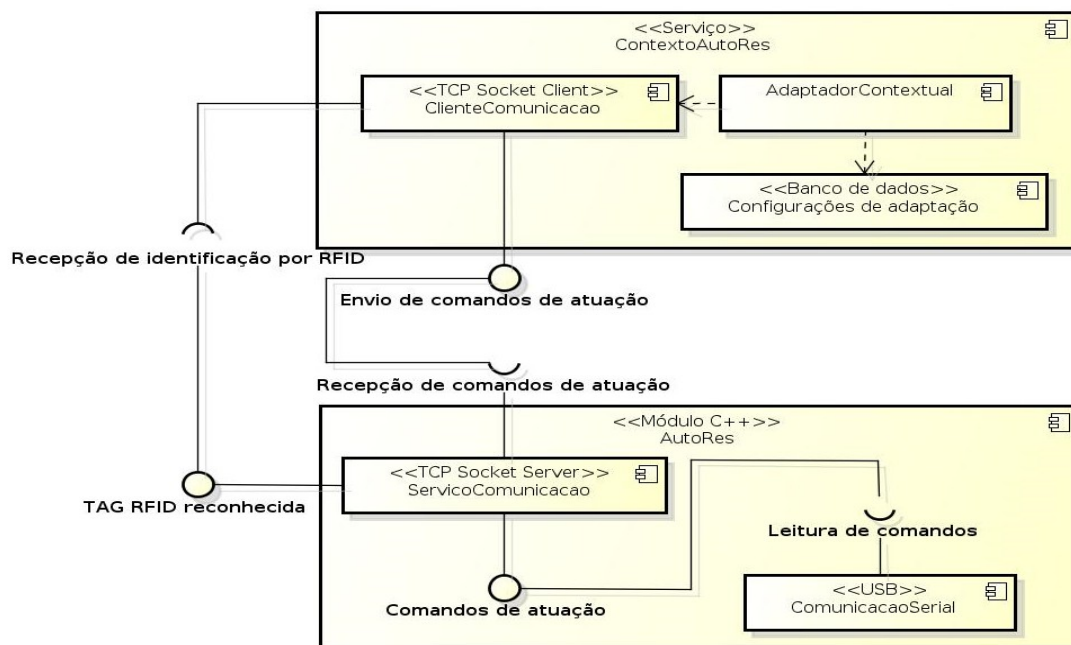 <<Serviço>>
ContextoAutoRes
<<TCP Socket Client>>
ClienteComunicacao
AdaptadorContextual
<<Banco de dados>>
Configurações de adaptação
Recepção de identificação por RFID
Envio de comandos de atuação
Recepção de comandos de atuação
<<Módulo C++>>
AutoRes
<<TCP Socket Server>>
ServicoComunicacao
TAG RFID reconhecida
Leitura de comandos
Comandos de atuação
<<USB>>
ComunicacaoSerial